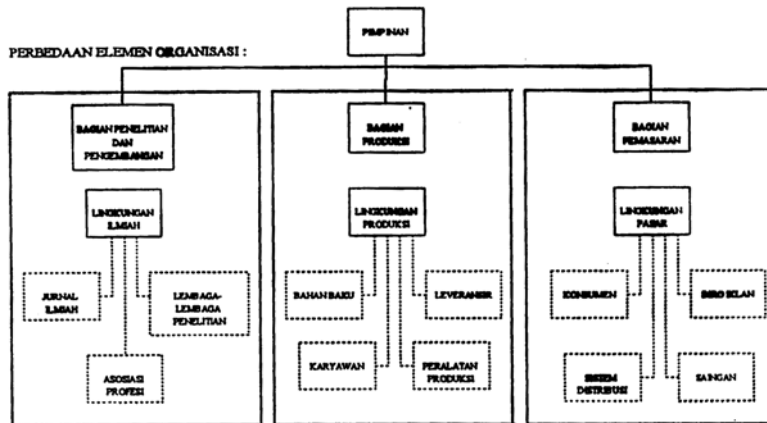 PIMPINAN
PERBEDAAN ELEMEN ORGANISASI :
BAGIAN PENELITIAN
DAN
PENGEMBANGAN
BAGIAN
PRODUKSI
BAGIAN
PEMASARAN
LINGKUNGAN
ILMIAH
LINGKUNGAN
PRODUKSI
LINGKUNGAN
PASAR
JURNAL
ILMIAH
LEMBAGA-
LEMBAGA
PENELITIAN
BAHAN BAKU
LEVERANSIR
KONSUMEN
BIRO IKLAN
ASOSIASI
PROFESI
KARYAWAN
PERALATAN
PRODUKSI
SISTEM
DISTRIBUSI
SAINGAN